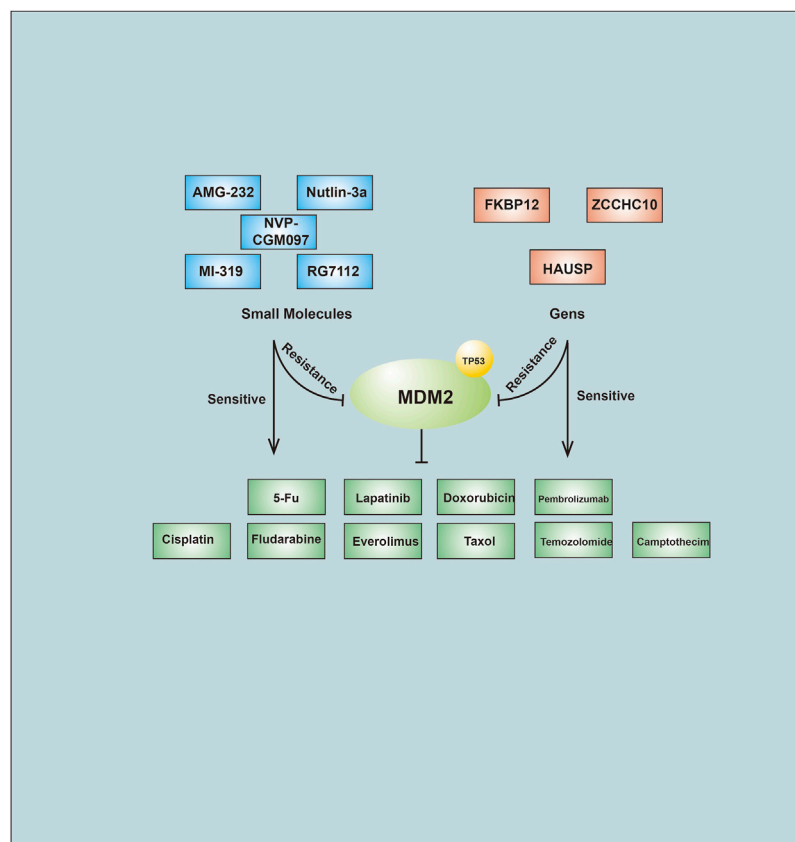 AMG-232
Nutlin-3a
NVP-
CGM097
MI-319
RG7112
Small Molecules
FKBP12
ZCCHC10
HAUSP
Gens
Resistance
Sensitive
TP53
MDM2
Resistance
Sensitive
5-Fu
Lapatinib
Doxorubicin
Pembrolizumab
Cisplatin
Fludarabine
Everolimus
Taxol
Temozolomide
Camptothecim